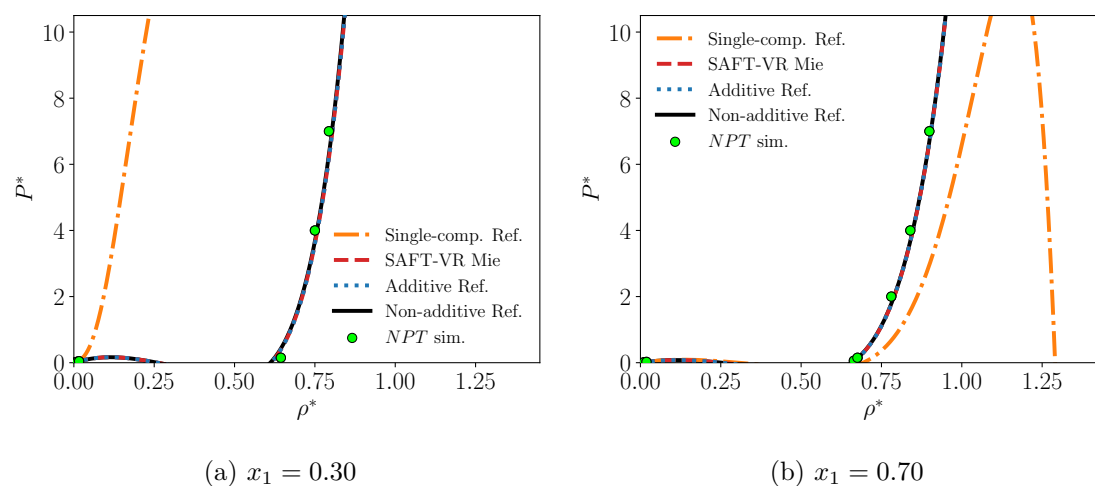 10
8
6
4
2
0
P*
0.00 0.25 0.50 0.75 1.00 1.25
ρ*
Single-comp. Ref.
SAFT-VR Mie
Additive Ref.
Non-additive Ref.
NPT sim.
(a) x₁ = 0.30
10
8
6
4
2
0
P*
0.00 0.25 0.50 0.75 1.00 1.25
ρ*
Single-comp. Ref.
SAFT-VR Mie
Additive Ref.
Non-additive Ref.
NPT sim.
(b) x₁ = 0.70